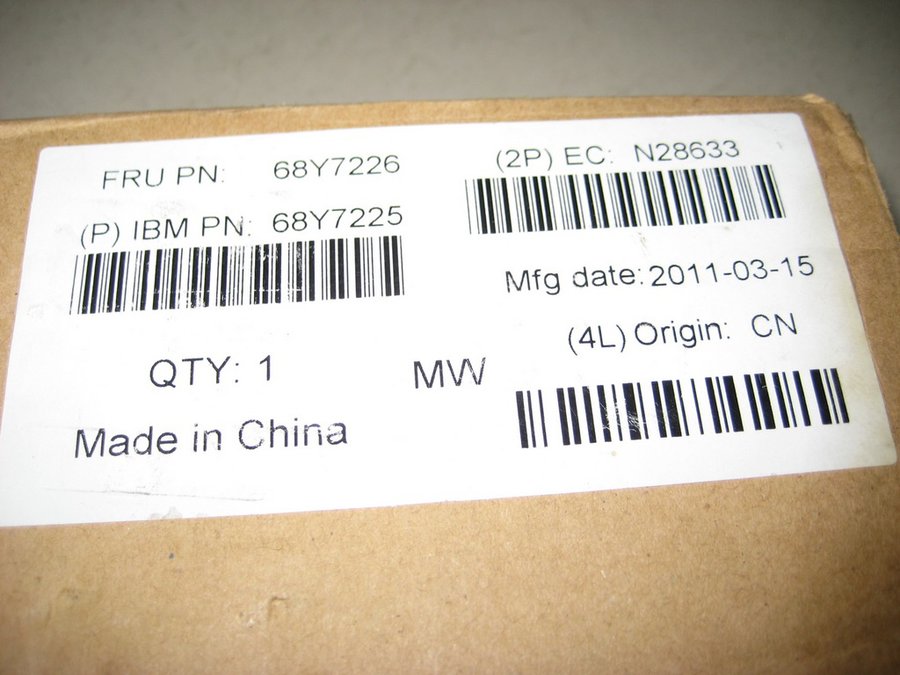 FRU PN: 68Y7226
(P) IBM PN: 68Y7225
QTY: 1
MW
Made in China
(2P) EC: N28633
Mfg date: 2011-03-15
(4L) Origin: CN